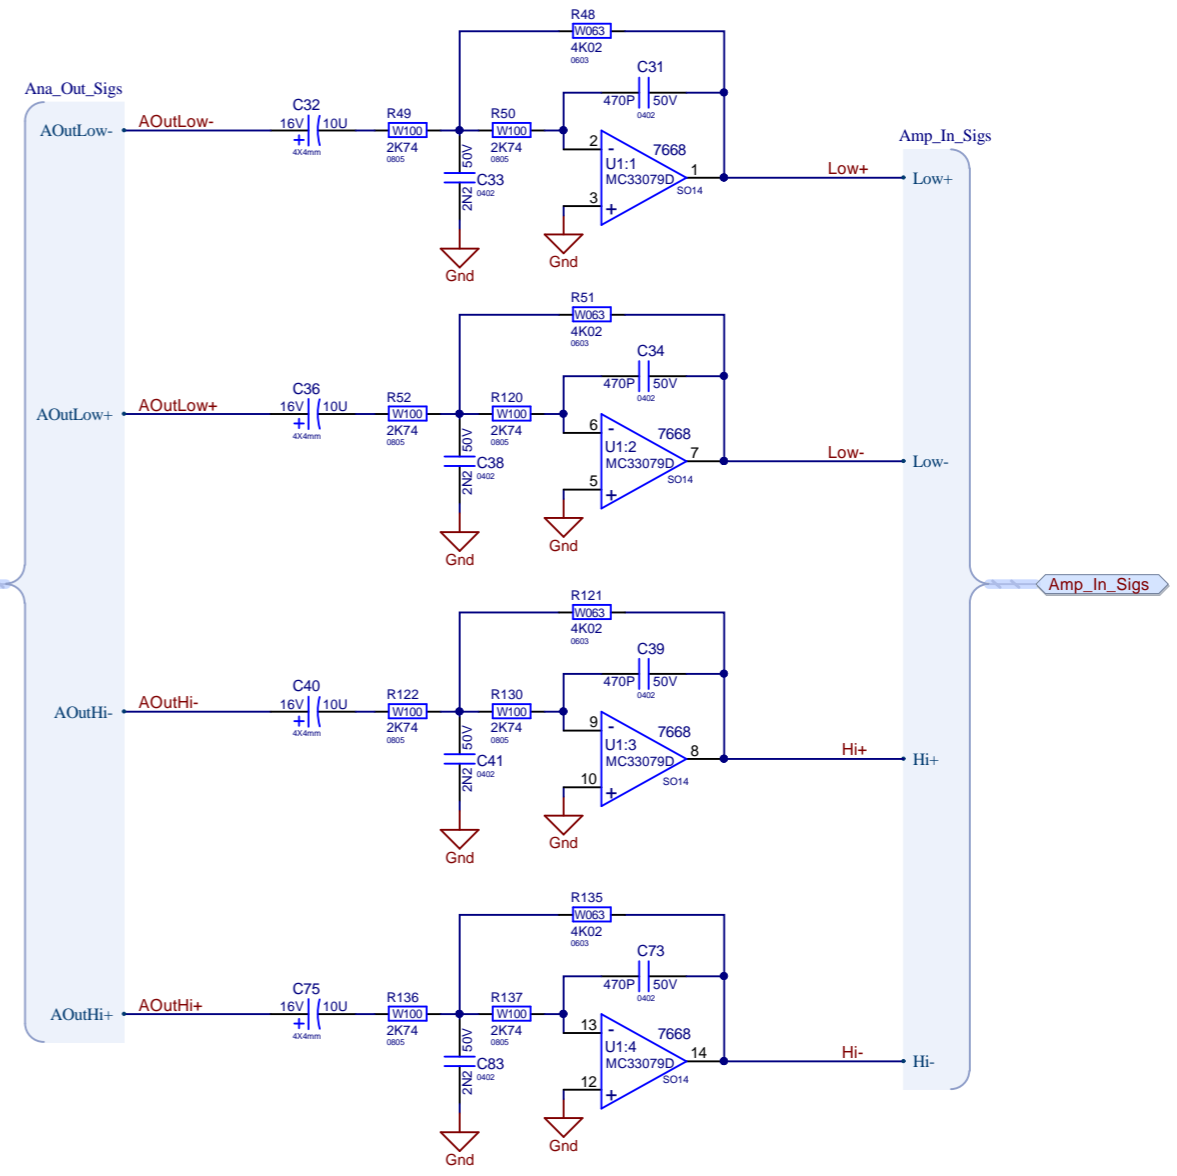 Ana_Out_Sigs
Amp_In_Sigs
R48
W063
4K02
0603
C31
470P 50V
0402
AOutLow-
AOutLow-
C32
16V 10U
+
4X4mm
R49
W100
2K74
0805
R50
W100
2K74
0805
50V
C33
0402
2N2
Gnd
2
-
7668
U1:1
MC33079D
1
SO14
3
+
Gnd
Low+
Low+
R51
W063
4K02
0603
C34
470P 50V
0402
AOutLow+
AOutLow+
C36
16V 10U
+
4X4mm
R52
W100
2K74
0805
R120
W100
2K74
0805
50V
C38
0402
2N2
Gnd
6
-
7668
U1:2
MC33079D
7
SO14
5
+
Gnd
Low-
Low-
Amp_In_Sigs
R121
W063
4K02
0603
C39
470P 50V
0402
AOutHi-
AOutHi-
C40
16V 10U
+
4X4mm
R122
W100
2K74
0805
R130
W100
2K74
0805
50V
C41
0402
2N2
Gnd
9
-
7668
U1:3
MC33079D
8
SO14
10
+
Gnd
Hi+
Hi+
R135
W063
4K02
0603
C73
470P 50V
0402
AOutHi+
AOutHi+
C75
16V 10U
+
4X4mm
R136
W100
2K74
0805
R137
W100
2K74
0805
50V
C83
0402
2N2
Gnd
13
-
7668
U1:4
MC33079D
14
SO14
12
+
Gnd
Hi-
Hi-